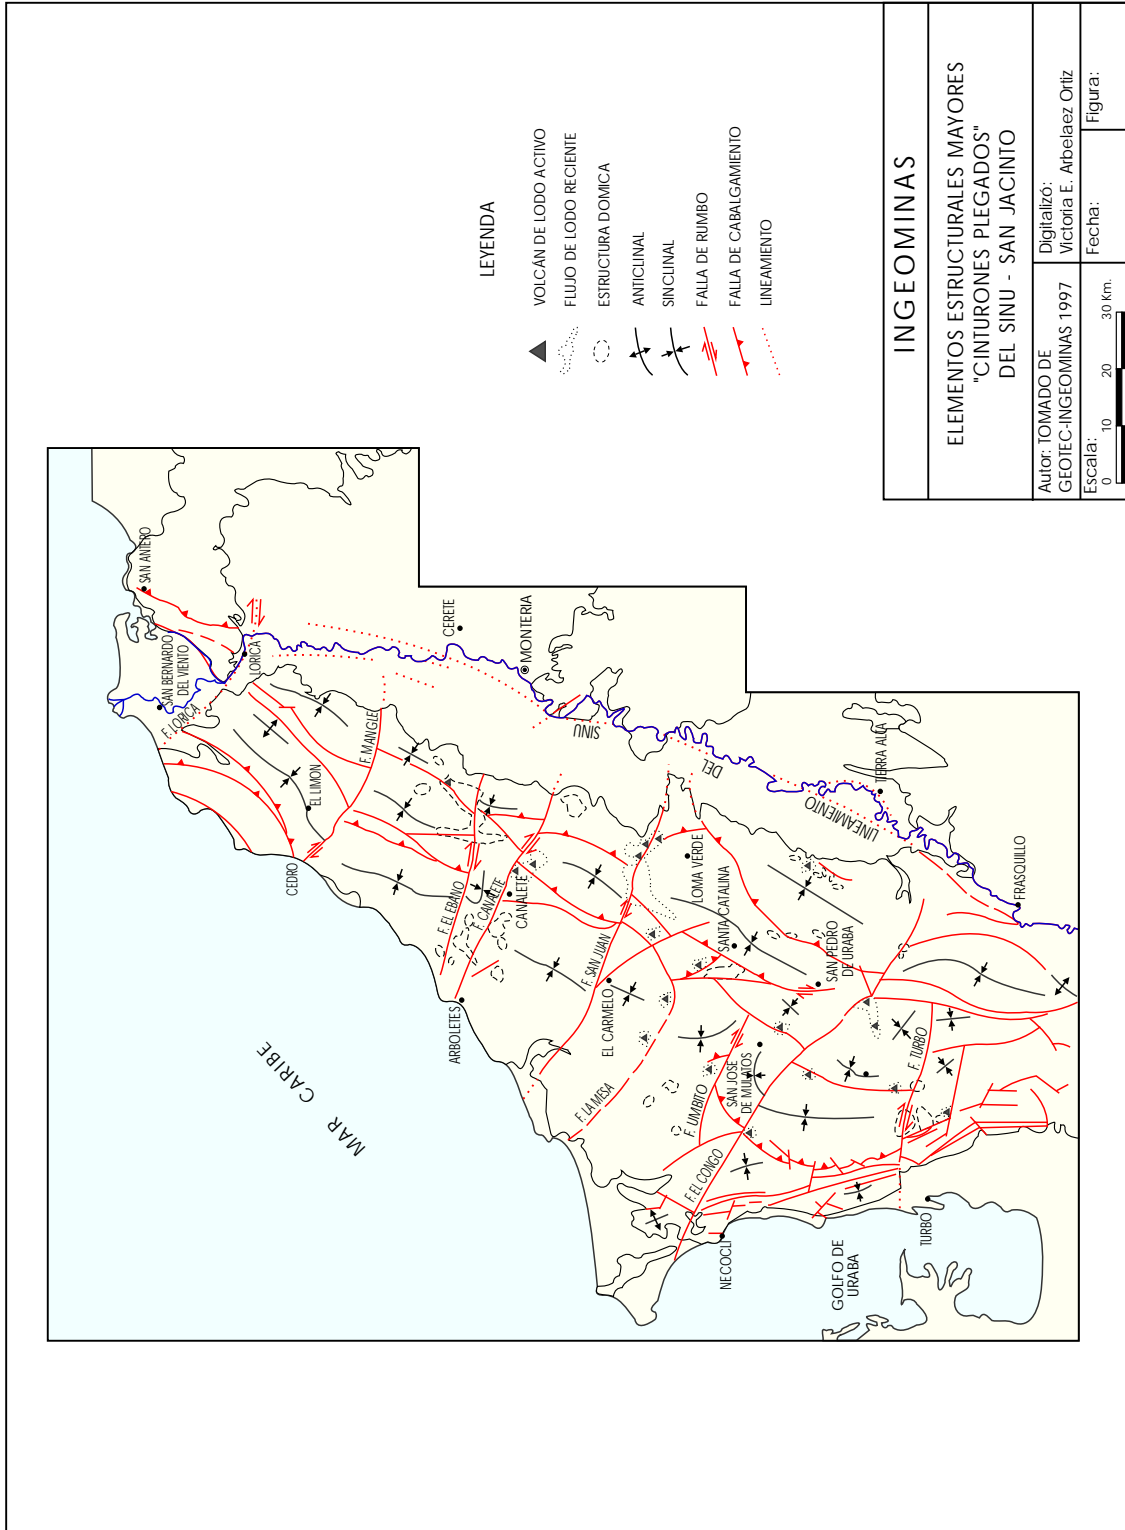 MAR CARIBE
SAN ANTERO
SAN BERNARDO
DEL VIENTO
LORICA
F. LORICA
CERETE
MONTERIA
F. MANGLE
EL LIMON
CEDRO
SINU
DEL
LINEAMIENTO
TIERRA ALTA
FRASQUILLO
F. EL EBANO
F. CANALETE
CANALETE
ARBOLETES
LOMA VERDE
SANTA CATALINA
F. SAN JUAN
EL CARMELO
SAN PEDRO
DE URABA
F. LA MESA
F. UMBITO
SAN JOSE
DE MULATOS
F. TURBO
F. EL CONGO
NECOCLI
TURBO
GOLFO DE
URABA
LEYENDA
VOLCÁN DE LODO ACTIVO
FLUJO DE LODO RECIENTE
ESTRUCTURA DOMICA
ANTICLINAL
SINCLINAL
FALLA DE RUMBO
FALLA DE CABALGAMIENTO
LINEAMIENTO
INGEOMINAS
ELEMENTOS ESTRUCTURALES MAYORES
"CINTURONES PLEGADOS"
DEL SINU - SAN JACINTO
Autor: TOMADO DE
GEOTEC-INGEOMINAS 1997
Digitalizó:
Victoria E. Arbelaez Ortiz
Escala:
0 10 20 30 Km.
Fecha:
Figura: